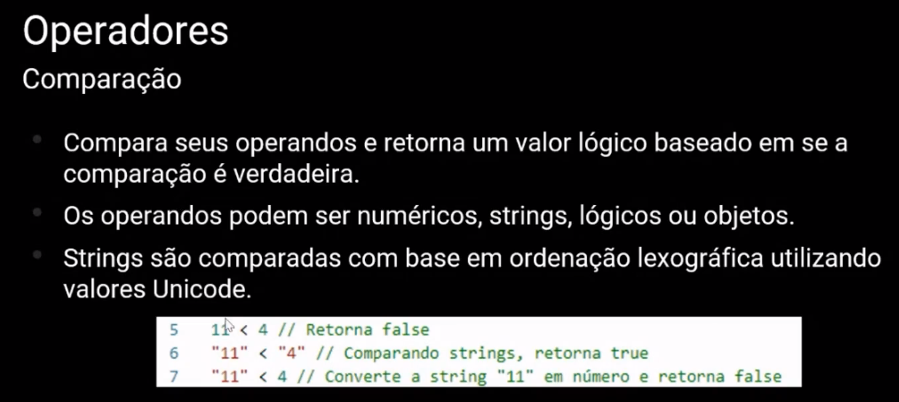 Operadores
Comparação
Compara seus operandos e retorna um valor lógico baseado em se a
comparação é verdadeira.
Os operandos podem ser numéricos, strings, lógicos ou objetos.
Strings são comparadas com base em ordenação lexográfica utilizando
valores Unicode.
5 11 < 4 // Retorna false
6 "11" < "4" // Comparando strings, retorna true
7 "11" < 4 // Converte a string "11" em número e retorna false